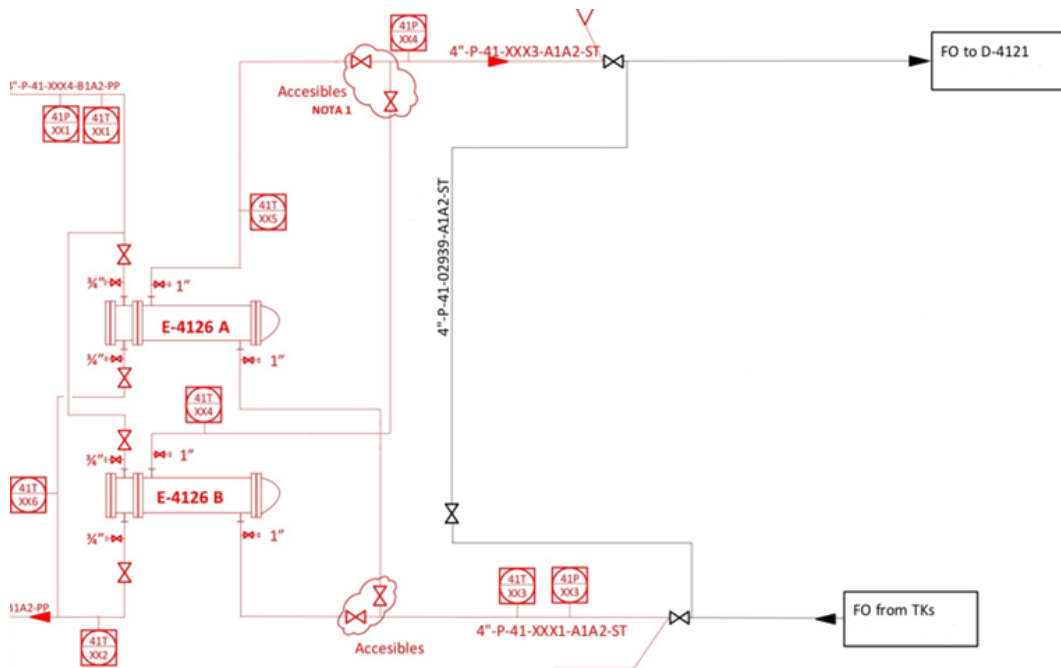 41P
XX4
4"-P-41-XXX3-A1A2-ST
FO to D-4121
Accesibles
NOTA 1
"-P-41-XXX4-B1A2-PP
41P
XX1
41T
XX1
41T
XX5
4"-P-41-02939-A1A2-ST
¾"
1"
E-4126 A
¾"
1"
41T
XX4
¾"
1"
41T
XX6
E-4126 B
¾"
1"
41T
XX3
41P
XX3
FO from TKs
1A2-PP
4"-P-41-XXX1-A1A2-ST
41T
XX2
Accesibles